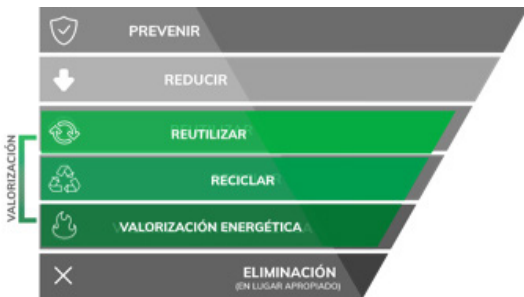 PREVENIR
REDUCIR
REUTILIZAR
RECICLAR
VALORIZACIÓN ENERGÉTICA
ELIMINACIÓN
(EN LUGAR APROPIADO)
VALORIZACIÓN